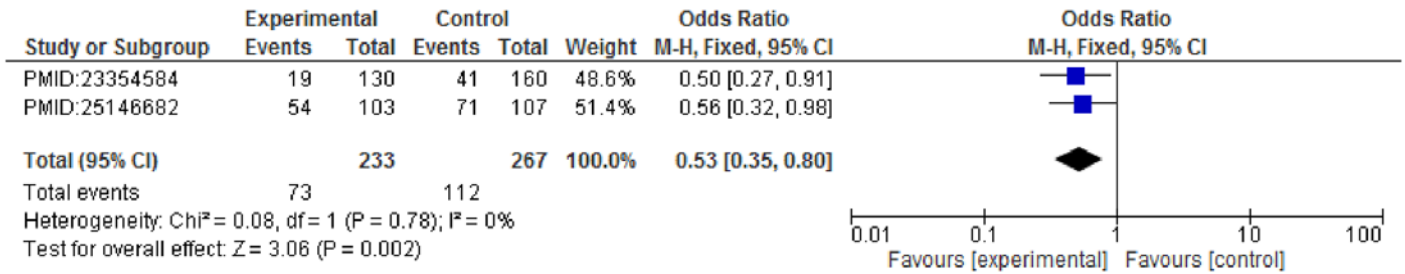 Experimental Control Odds Ratio Odds Ratio
Study or Subgroup Events Total Events Total Weight M-H, Fixed, 95% CI M-H, Fixed, 95% CI
PMID:23354584 19 130 41 160 48.6% 0.50 [0.27, 0.91]
PMID:25146682 54 103 71 107 51.4% 0.56 [0.32, 0.98]
Total (95% CI) 233 267 100.0% 0.53 [0.35, 0.80]
Total events 73 112
Heterogeneity: Chi² = 0.08, df = 1 (P = 0.78); I² = 0%
Test for overall effect: Z = 3.06 (P = 0.002)
0.01 0.1 1 10 100
Favours [experimental] Favours [control]